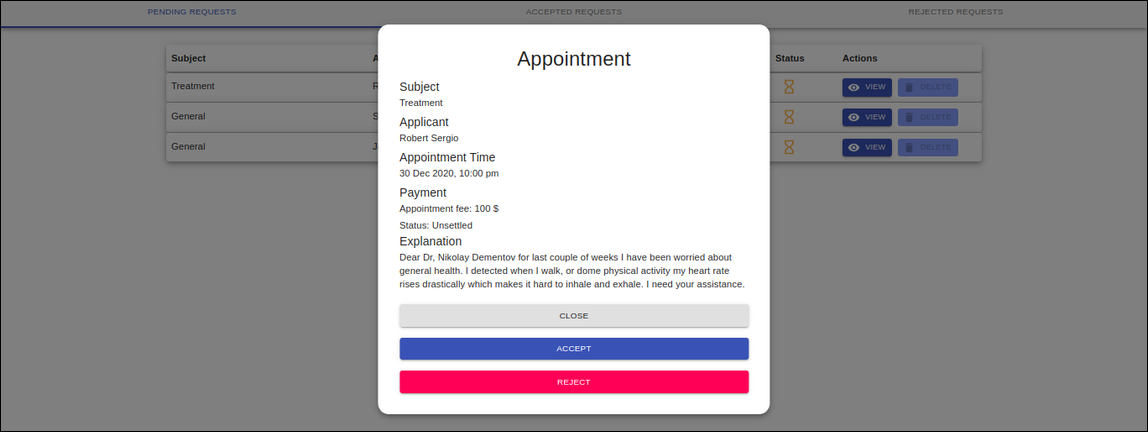 PENDING REQUESTS
ACCEPTED REQUESTS
REJECTED REQUESTS
Subject
Status
Actions
Treatment
VIEW
DELETE
General
VIEW
DELETE
General
VIEW
DELETE
Appointment
Subject
Treatment
Applicant
Robert Sergio
Appointment Time
30 Dec 2020, 10:00 pm
Payment
Appointment fee: 100 $
Status: Unsettled
Explanation
Dear Dr, Nikolay Dementov for last couple of weeks I have been worried about
general health. I detected when I walk, or dome physical activity my heart rate
rises drastically which makes it hard to inhale and exhale. I need your assistance.
CLOSE
ACCEPT
REJECT